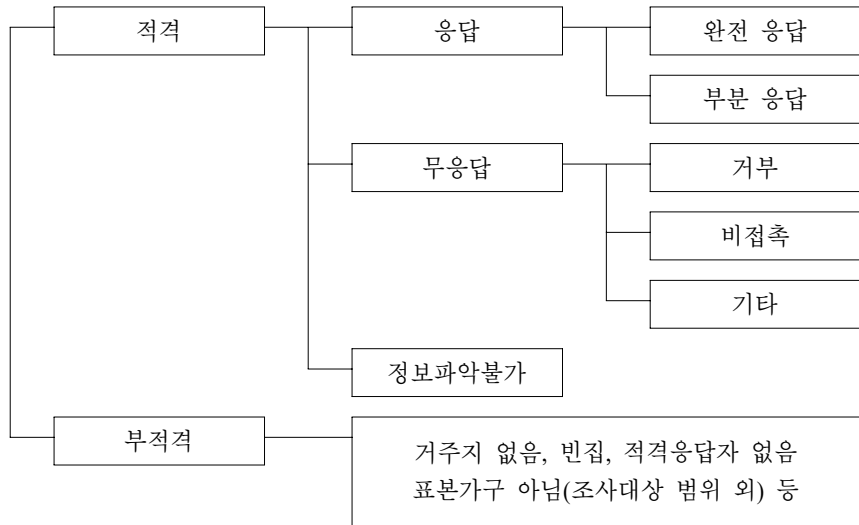 적격
응답
완전 응답
부분 응답
무응답
거부
비접촉
기타
정보파악불가
부적격
거주지 없음, 빈집, 적격응답자 없음
표본가구 아님(조사대상 범위 외) 등